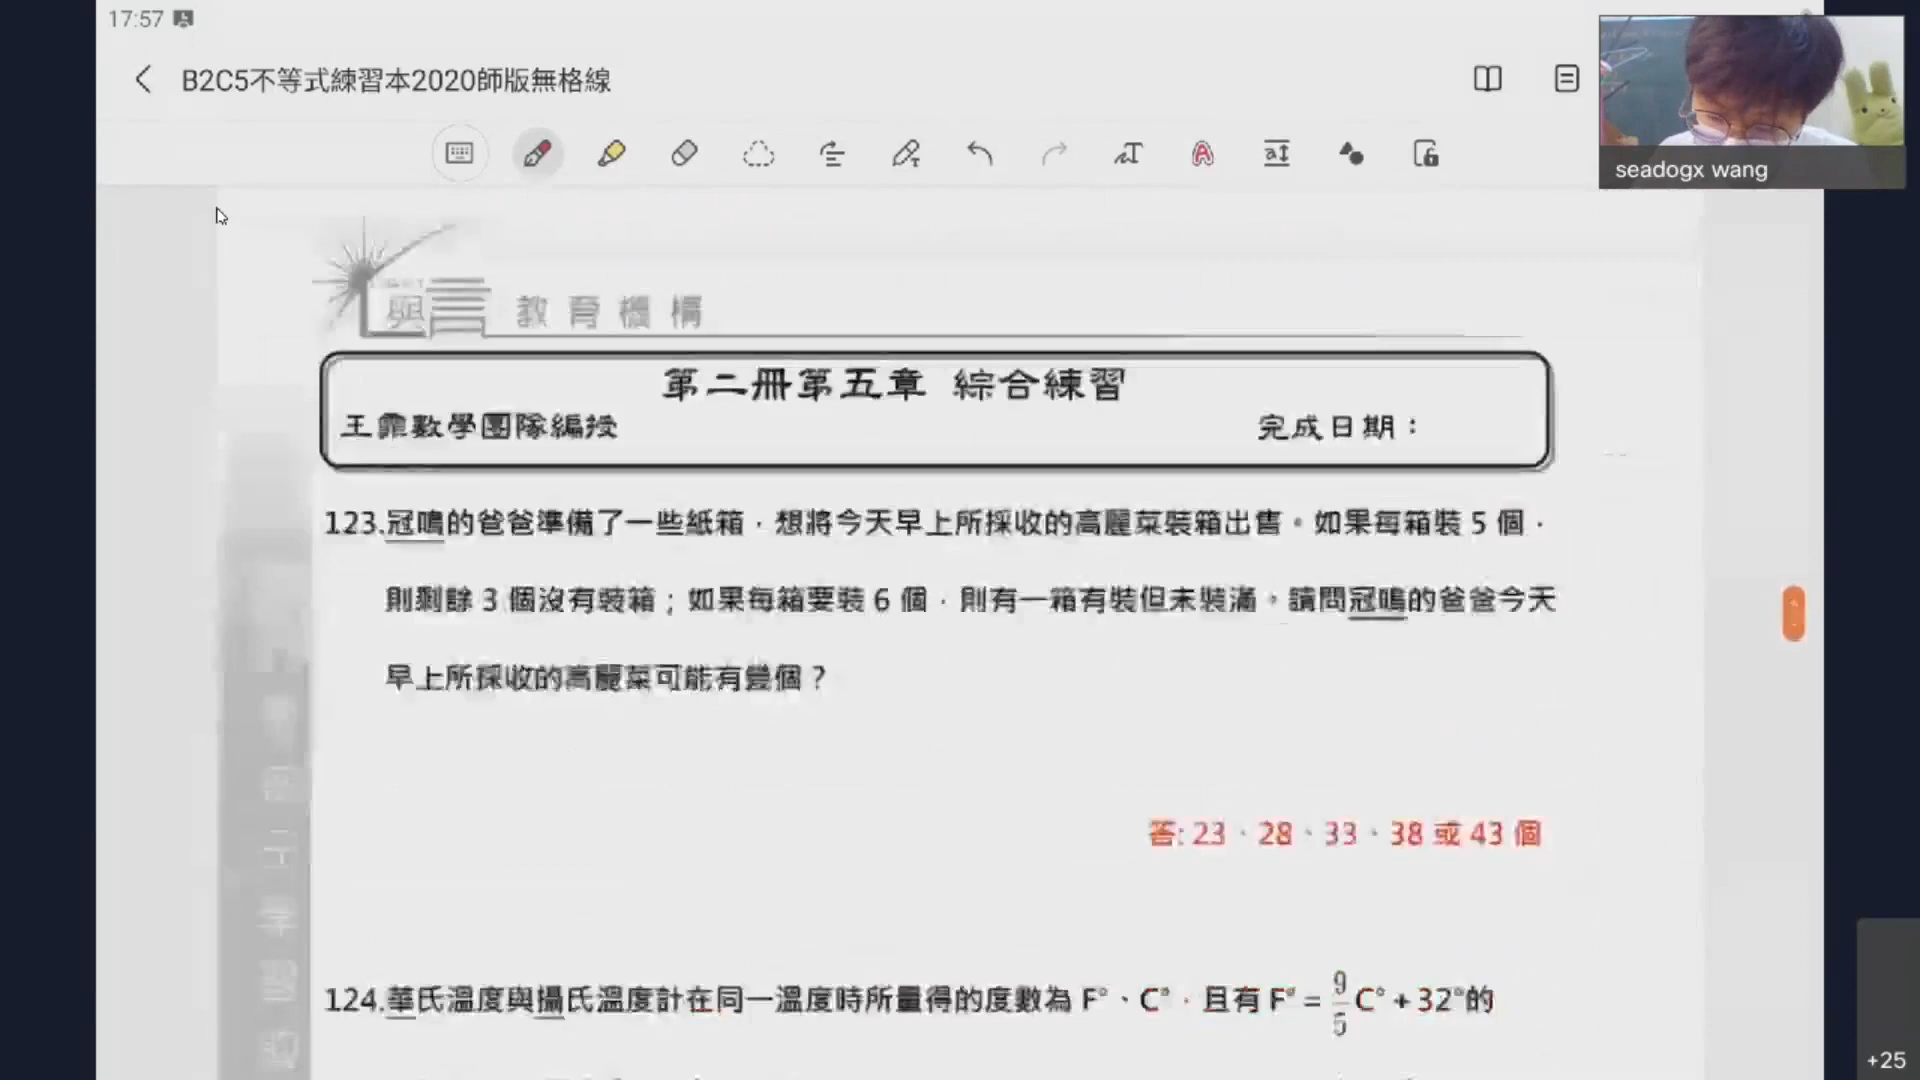 17:57
B2C5不等式練習本2020師版無格線
seadogx wang
興言 教育機構
第二冊第五章 綜合練習
王霏數學團隊編授 完成日期：
123.冠鳴的爸爸準備了一些紙箱，想將今天早上所採收的高麗菜裝箱出售。如果每箱裝 5 個，
則剩餘 3 個沒有裝箱；如果每箱要裝 6 個，則有一箱有裝但未裝滿。請問冠鳴的爸爸今天
早上所採收的高麗菜可能有幾個？
答: 23、28、33、38 或 43 個
124.華氏溫度與攝氏溫度計在同一溫度時所量得的度數為 F°、C°，且有 F° = 9/5 C° + 32°的
+25